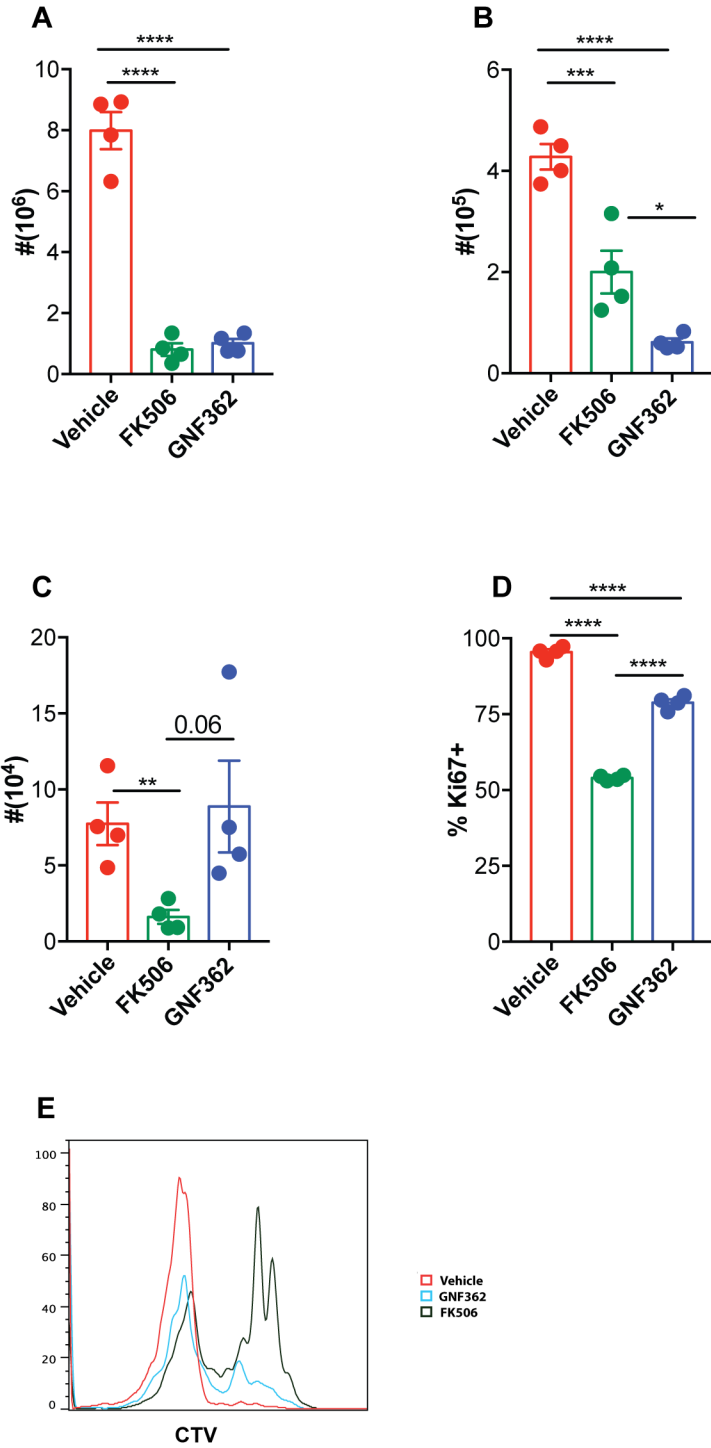 A
****
****
10
8
6
4
2
0
#(10⁶)
Vehicle
FK506
GNF362
B
****
***
*
6
4
2
0
#(10⁵)
Vehicle
FK506
GNF362
C
20
15
10
5
0
#(10⁴)
0.06
**
Vehicle
FK506
GNF362
D
****
****
****
100
75
50
25
0
% Ki67+
Vehicle
FK506
GNF362
E
100
80
60
40
20
0
CTV
Vehicle
GNF362
FK506